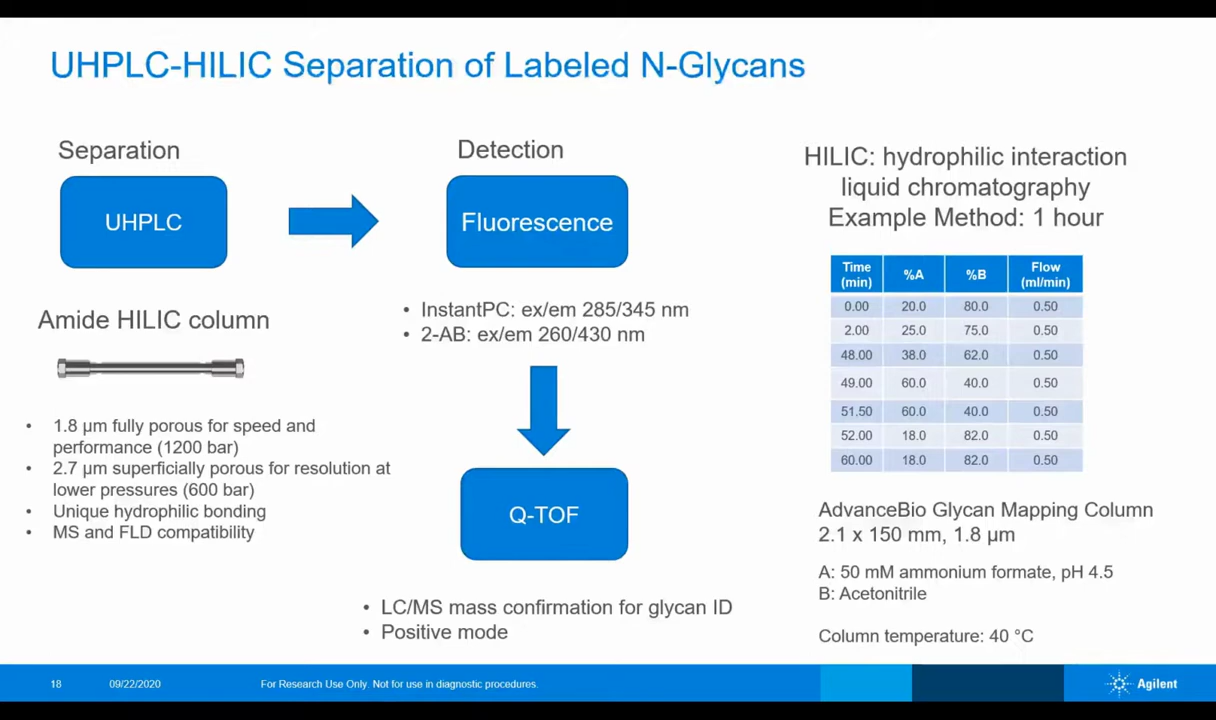 UHPLC-HILIC Separation of Labeled N-Glycans
Separation
UHPLC
Amide HILIC column
• 1.8 µm fully porous for speed and
performance (1200 bar)
• 2.7 µm superficially porous for resolution at
lower pressures (600 bar)
• Unique hydrophilic bonding
• MS and FLD compatibility
Detection
Fluorescence
• InstantPC: ex/em 285/345 nm
• 2-AB: ex/em 260/430 nm
Q-TOF
• LC/MS mass confirmation for glycan ID
• Positive mode
HILIC: hydrophilic interaction
liquid chromatography
Example Method: 1 hour
Time (min) %A %B Flow (ml/min)
0.00 20.0 80.0 0.50
2.00 25.0 75.0 0.50
48.00 38.0 62.0 0.50
49.00 60.0 40.0 0.50
51.50 60.0 40.0 0.50
52.00 18.0 82.0 0.50
60.00 18.0 82.0 0.50
AdvanceBio Glycan Mapping Column
2.1 x 150 mm, 1.8 µm
A: 50 mM ammonium formate, pH 4.5
B: Acetonitrile
Column temperature: 40 °C
18 09/22/2020 For Research Use Only. Not for use in diagnostic procedures. Agilent